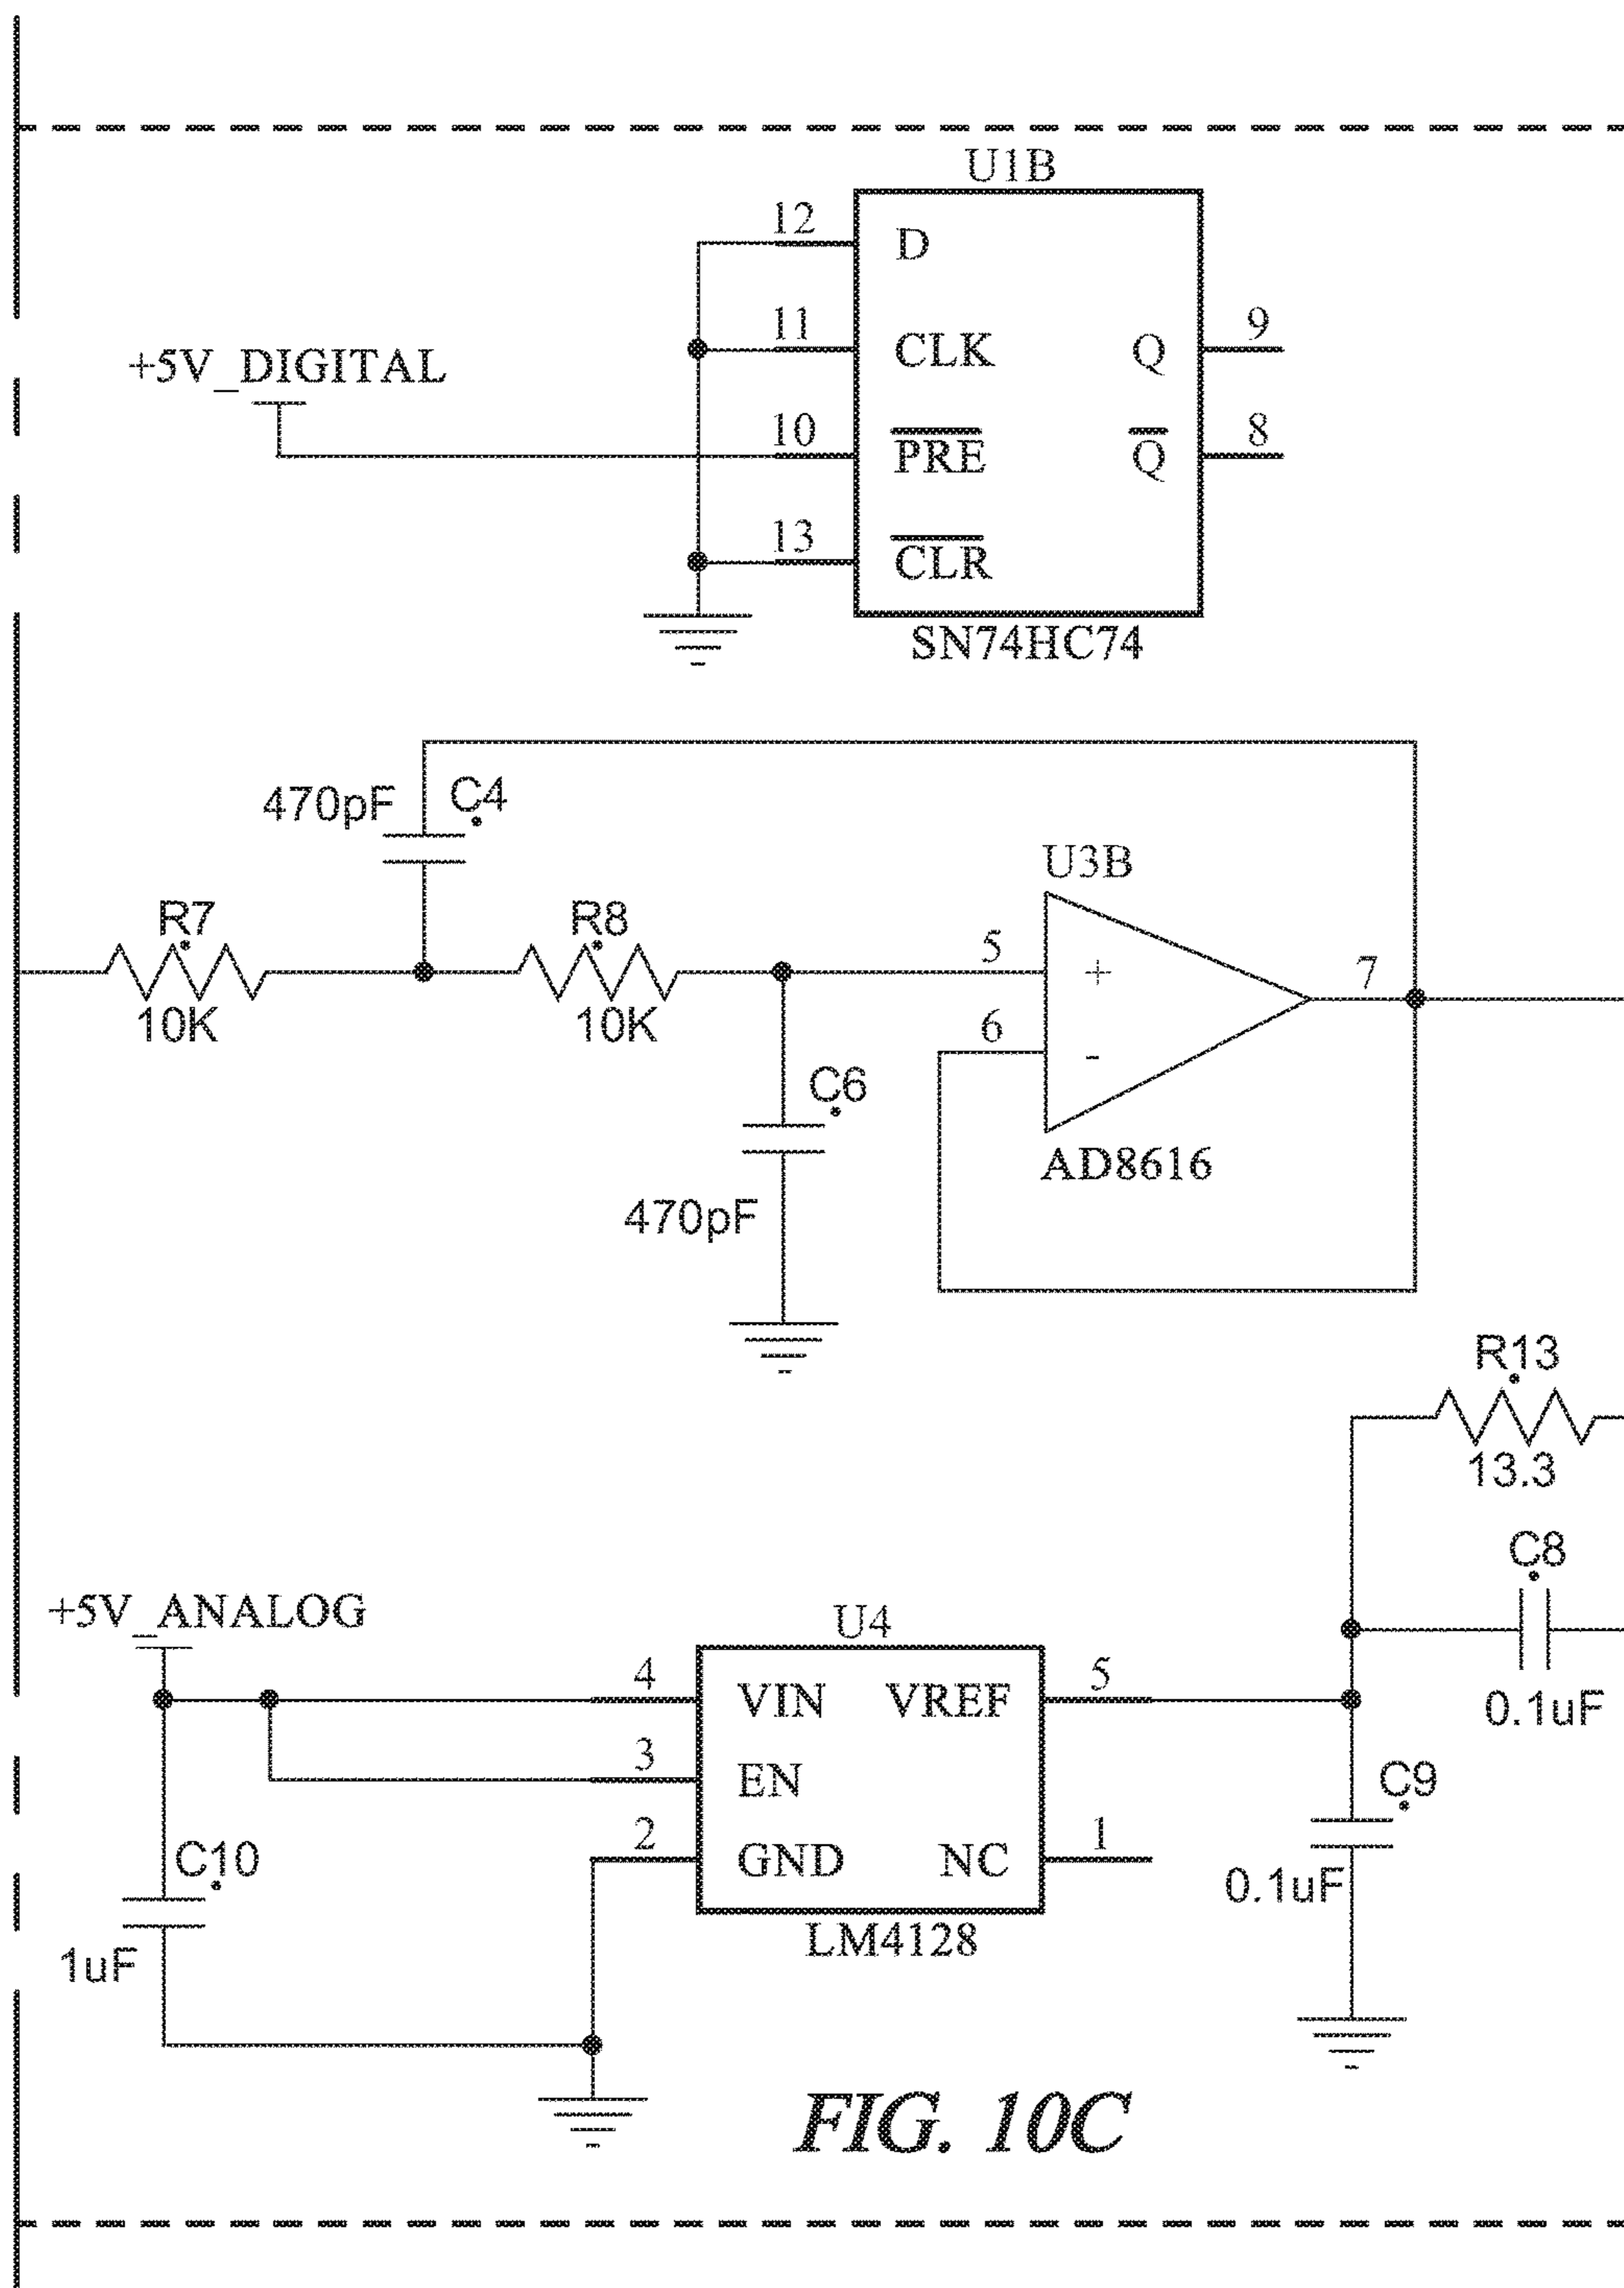 U1B
12
D
11
CLK
Q
9
+5V_DIGITAL
10
PRE
Q
8
13
CLR
SN74HC74
470pF
C4
U3B
R7
10K
R8
10K
5
+
6
-
7
C6
470pF
AD8616
R13
13.3
C8
0.1uF
+5V_ANALOG
U4
4
VIN
VREF
5
3
EN
2
GND
NC
1
C9
0.1uF
C10
1uF
LM4128
FIG. 10C